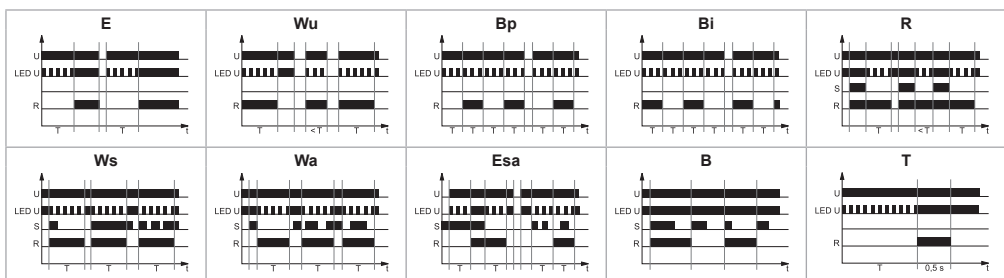 E
U
LED U
R
T T t
Wu
U
LED U
R
T <T T t
Bp
U
LED U
R
T T T T T T t
Bi
U
LED U
R
T T T T T T t
R
U
LED U
S
R
T <T T t
Ws
U
LED U
S
R
T T T t
Wa
U
LED U
S
R
T T T t
Esa
U
LED U
S
R
T T T T t
B
U
LED U
S
R
t
T
U
LED U
R
T 0,5 s t